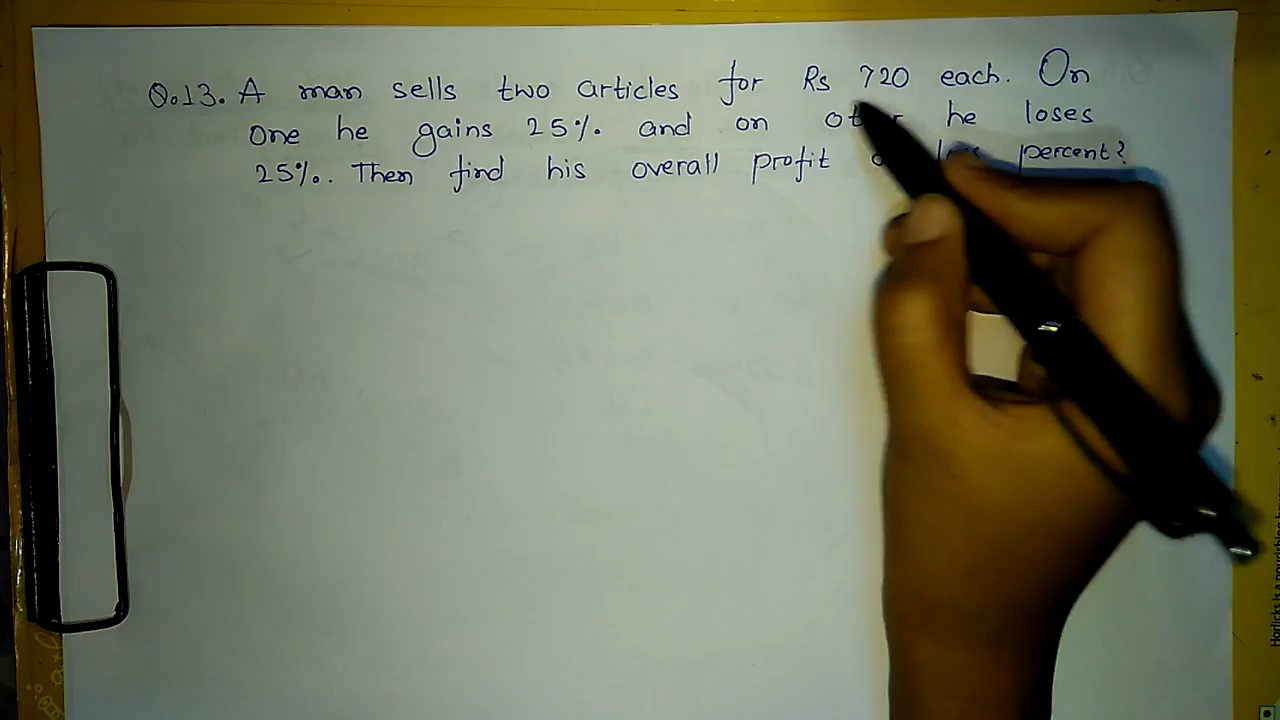 Q.13. A man sells two articles for Rs 720 each. On
one he gains 25% and on he loses
25%. Then find his overall profit percent?